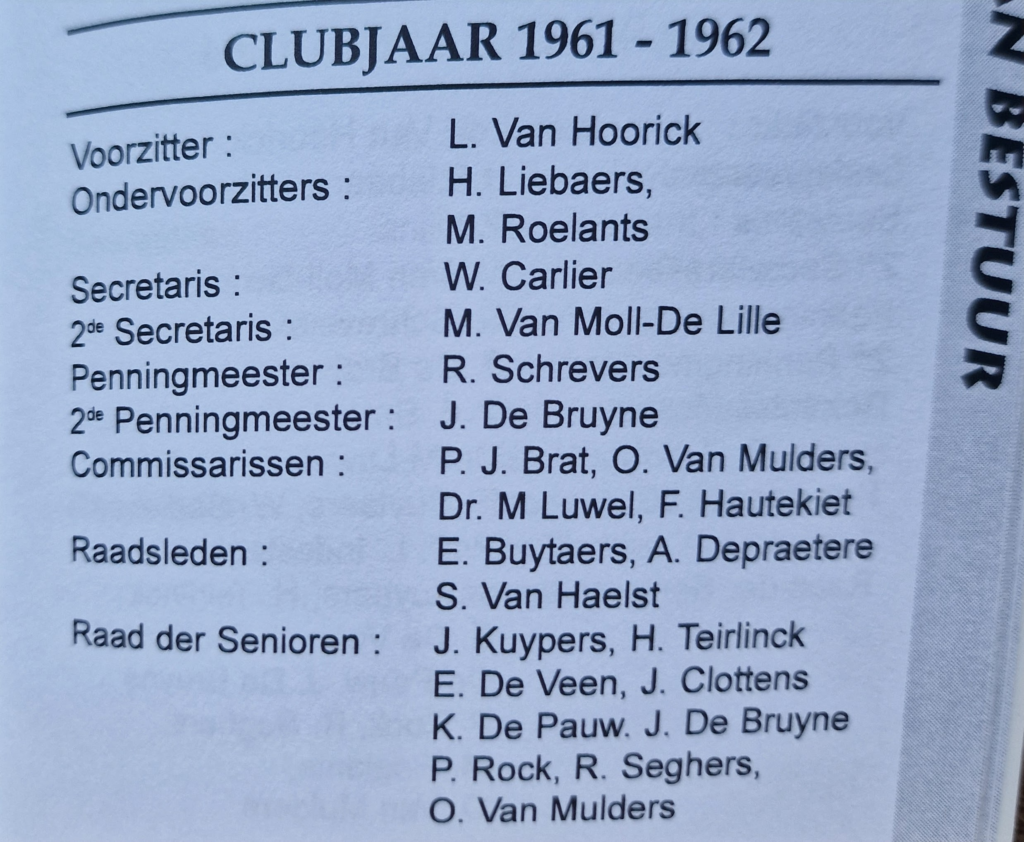 CLUBJAAR 1961 - 1962
Voorzitter : L. Van Hoorick
Ondervoorzitters : H. Liebaers,
M. Roelants
Secretaris : W. Carlier
2de Secretaris : M. Van Moll-De Lille
Penningmeester : R. Schrevers
2de Penningmeester : J. De Bruyne
Commissarissen : P. J. Brat, O. Van Mulders,
Dr. M Luwel, F. Hautekiet
Raadsleden : E. Buytaers, A. Depraetere
S. Van Haelst
Raad der Senioren : J. Kuypers, H. Teirlinck
E. De Veen, J. Clottens
K. De Pauw. J. De Bruyne
P. Rock, R. Seghers,
O. Van Mulders
BESTUUR